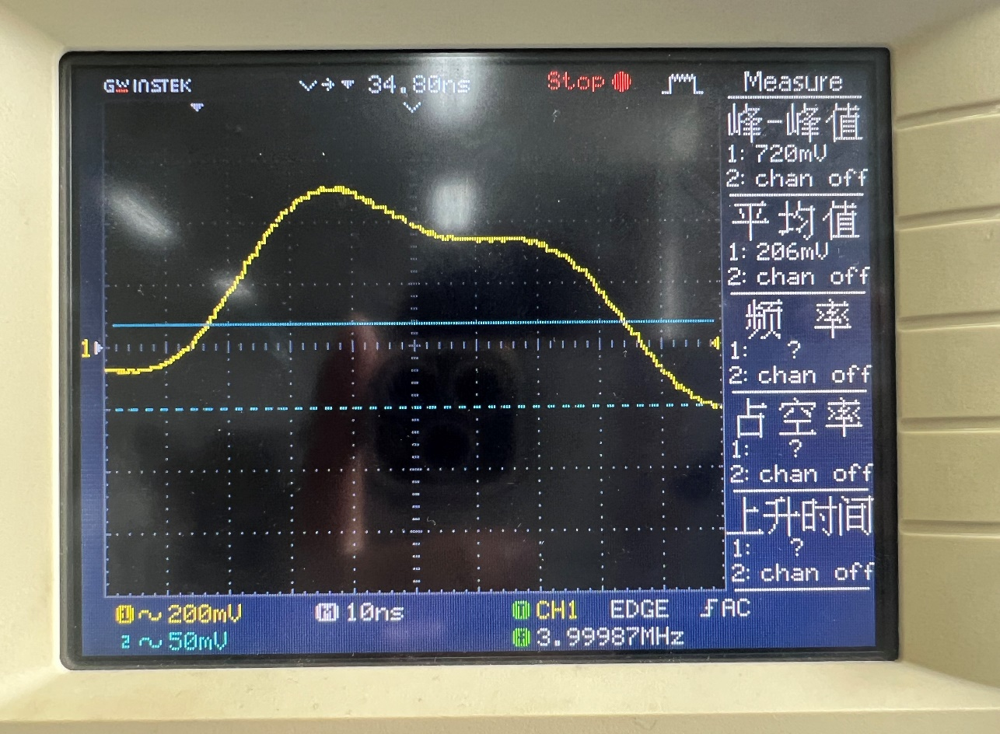 GWINSTEK 34.80ns Stop Measure
峰-峰值
1: 720mV
2: chan off
平均值
1: 206mV
2: chan off
频 率
1: ?
2: chan off
占空率
1: ?
2: chan off
上升时间
1: ?
2: chan off
1
1 200mV M 10ns T CH1 EDGE AC
2 50mV 3.99987MHz